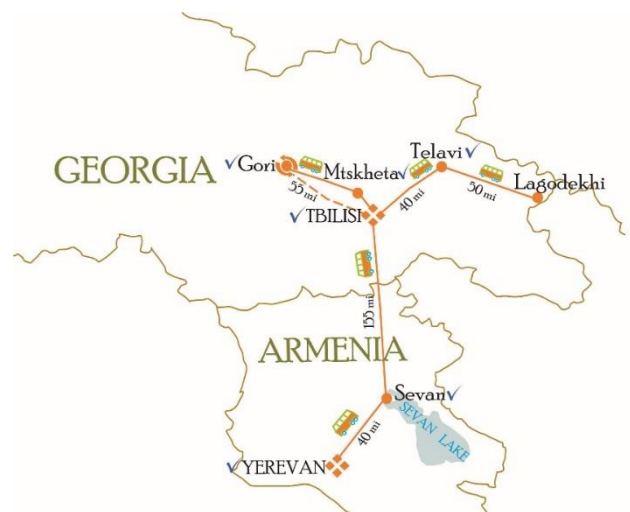 Telavi
Gori
Mtskheta
GEORGIA
Lagodekhi
55 mi
40 mi
50 mi
TBILISI
155 mi
ARMENIA
Sevan
SEVAN LAKE
40 mi
YEREVAN